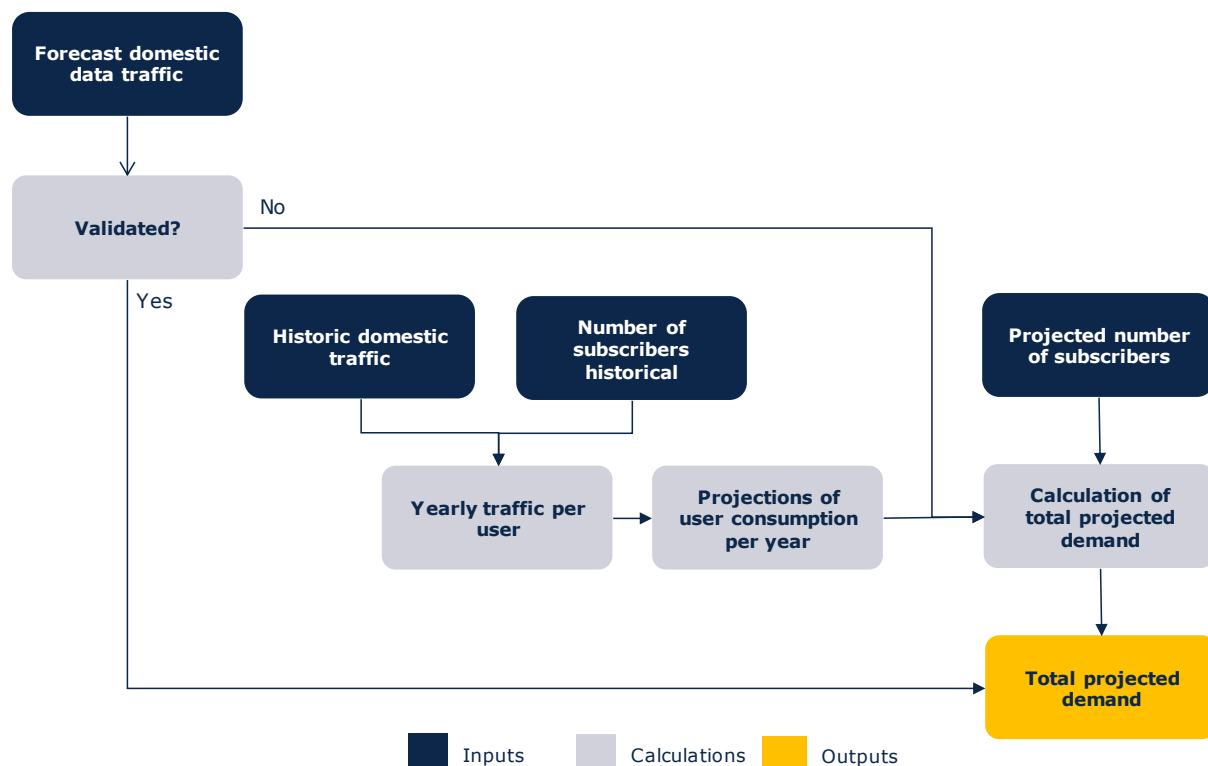 Forecast domestic
data traffic
Validated?
No
Yes
Historic domestic
traffic
Number of
subscribers
historical
Projected number
of subscribers
Yearly traffic per
user
Projections of
user consumption
per year
Calculation of
total projected
demand
Total projected
demand
Inputs
Calculations
Outputs